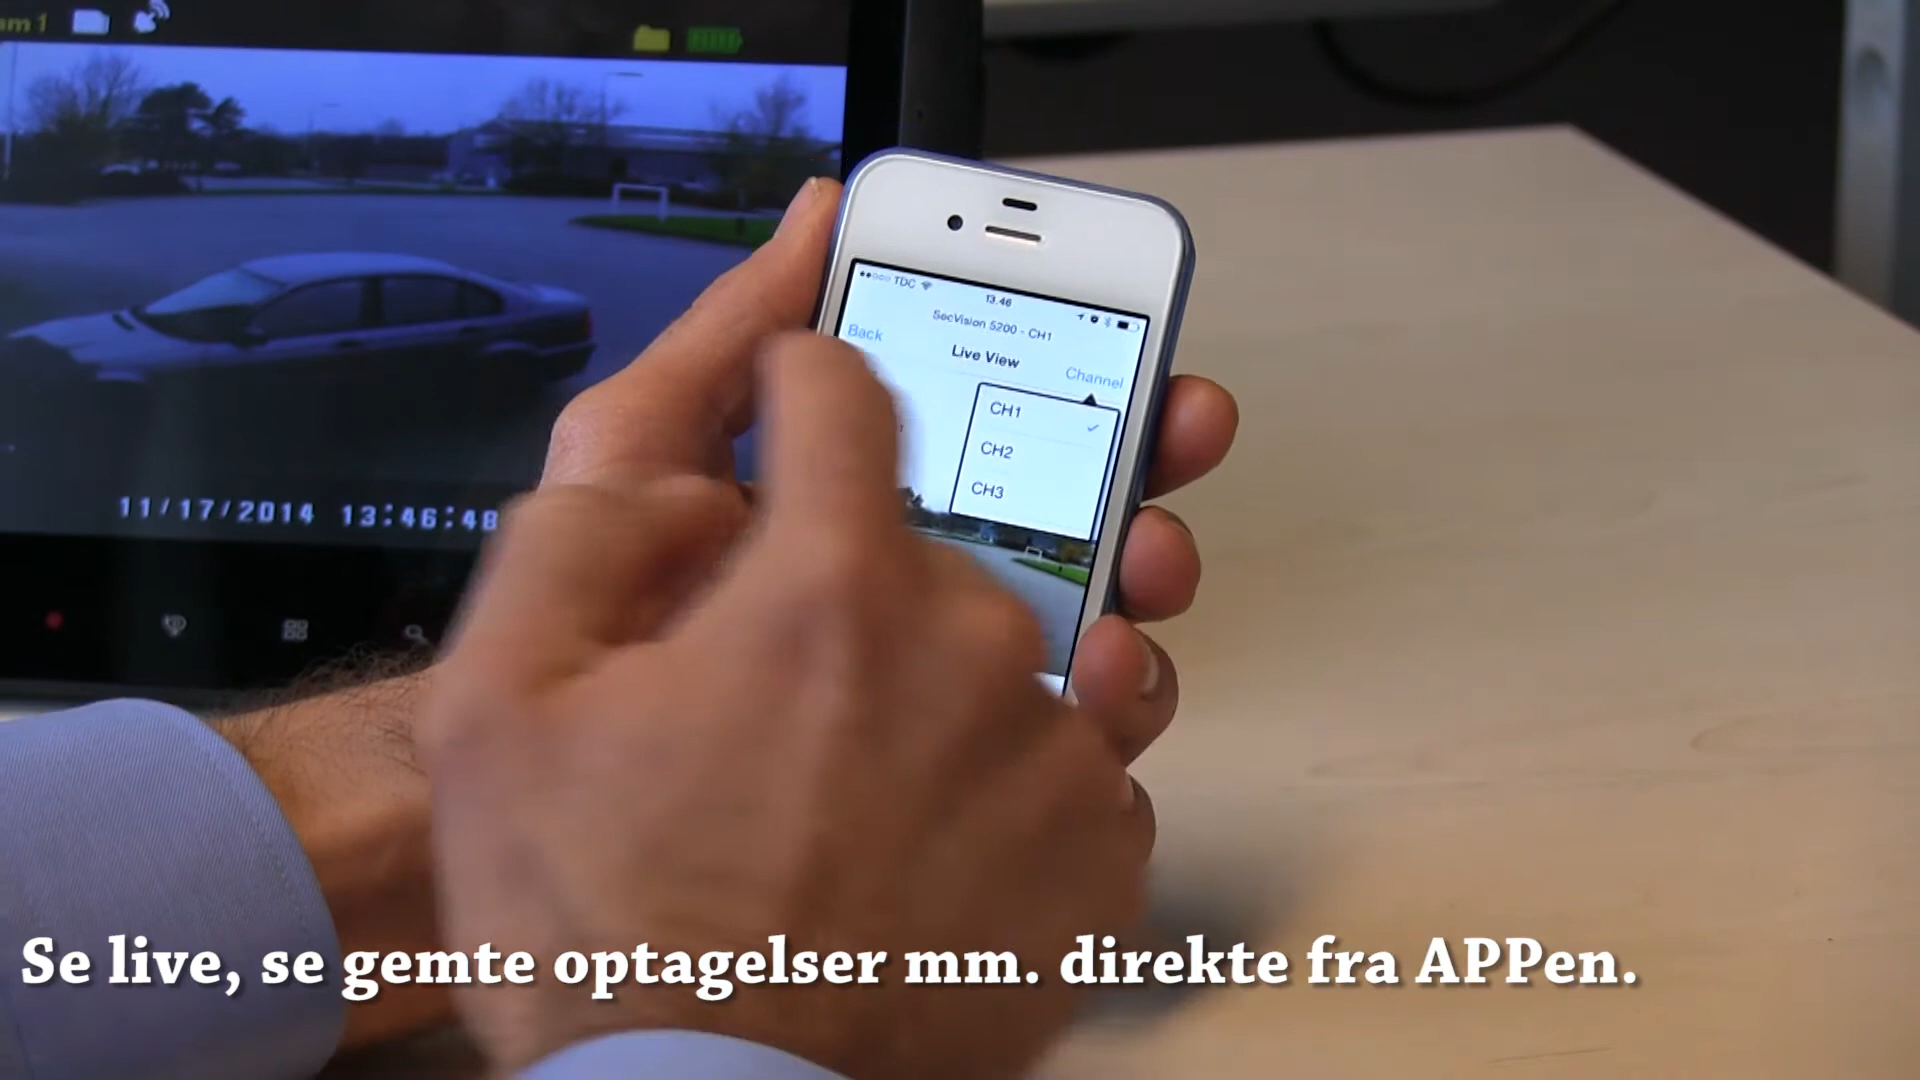 am1
11/17/2014 13:46:48
TDC
13.46
SecVision 5200 - CH1
Back
Live View
Channel
CH1
CH2
CH3
Se live, se gemte optagelser mm. direkte fra APPen.